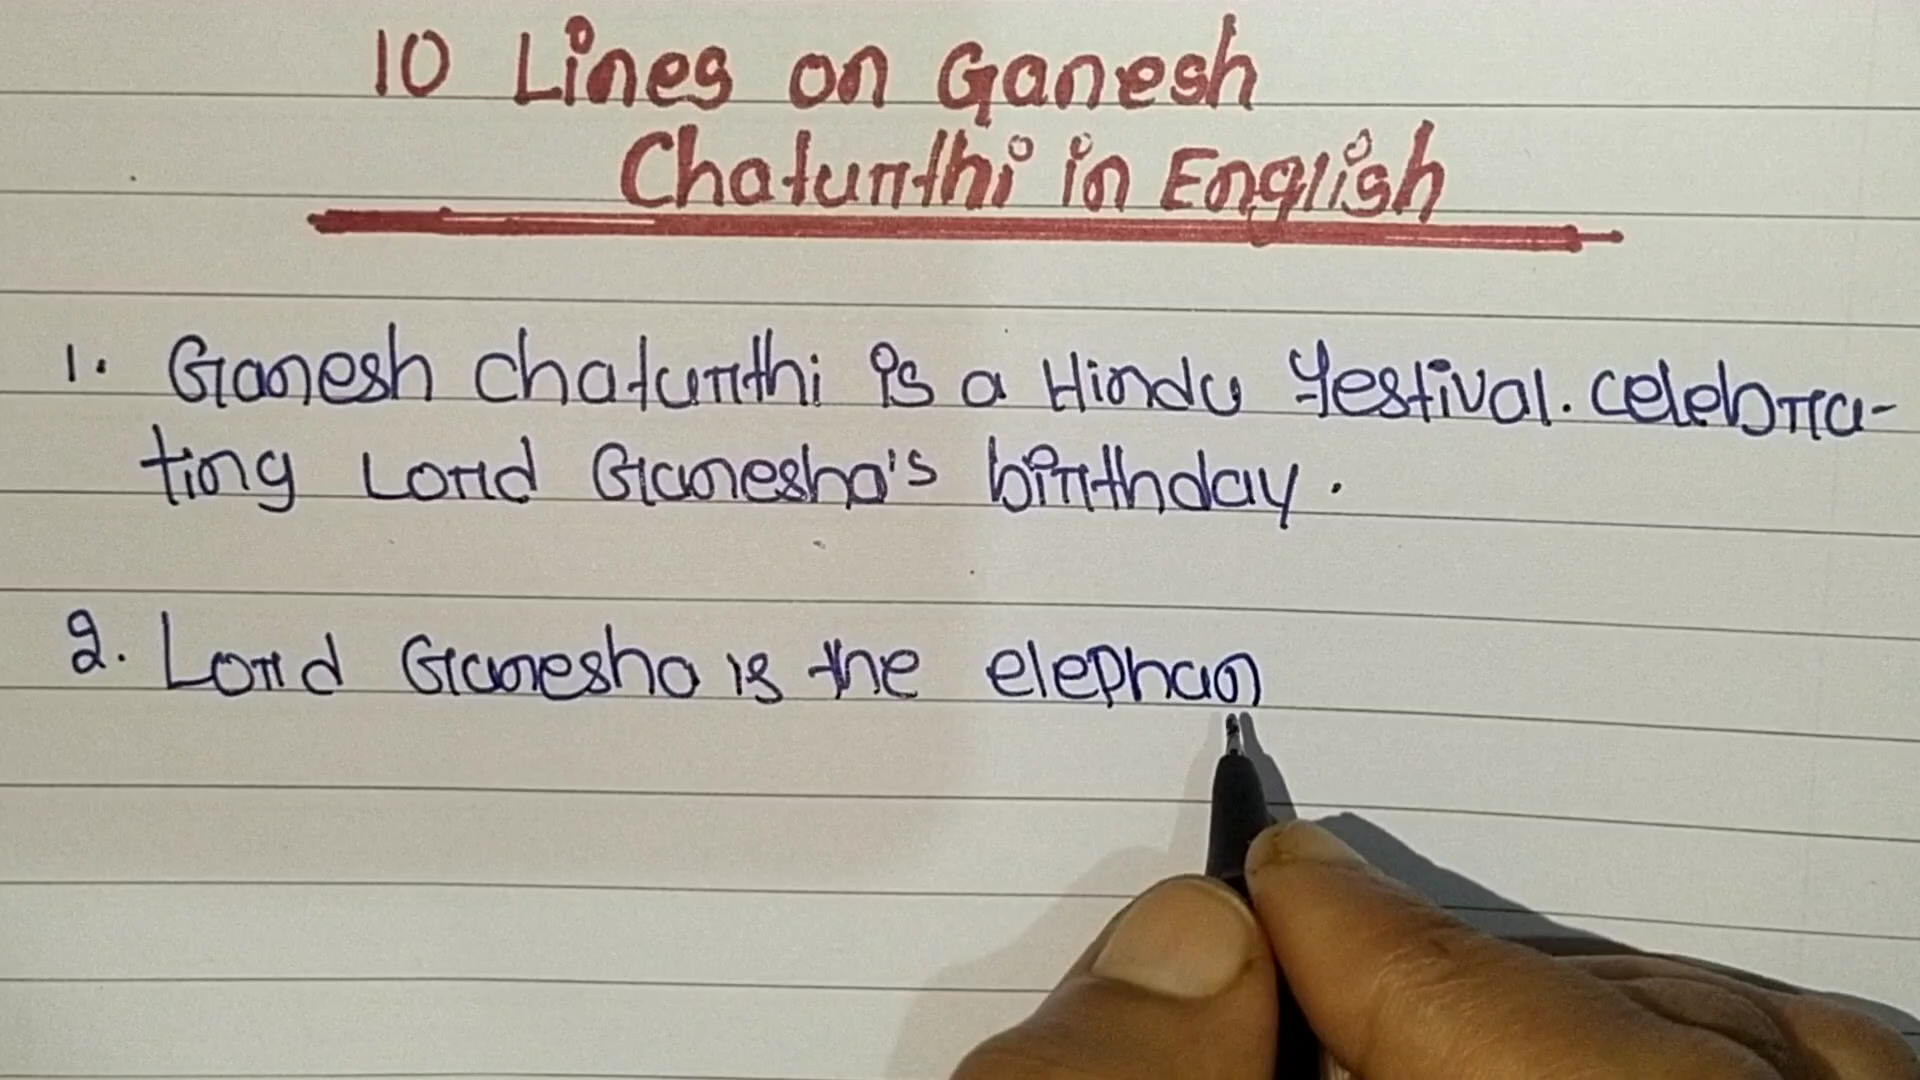 10 Lines on Ganesh
Chaturthi in English
1. Ganesh chaturthi is a Hindu festival. celebra-
ting Lord Ganesha's birthday.
2. Lord Ganesha is the elephan